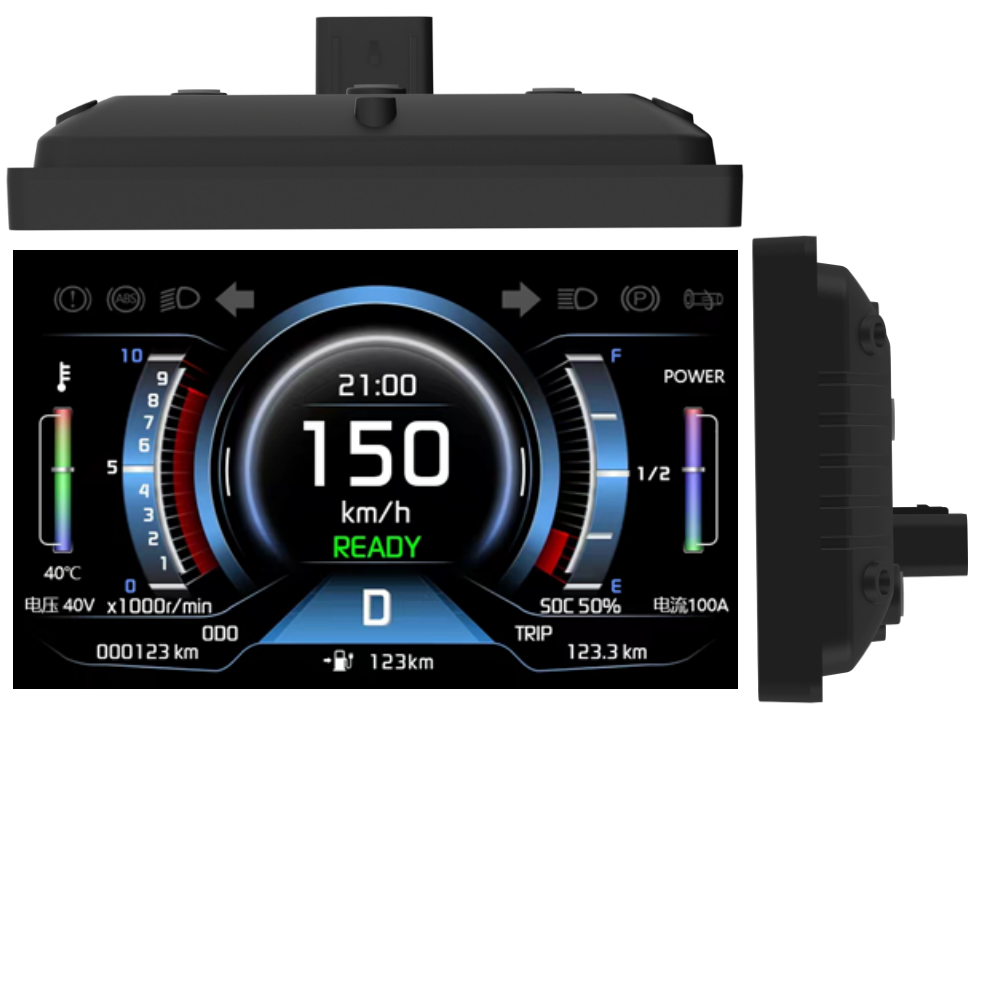 ABS
P
10
F
9
8
7
6
5
4
3
2
1
0
21:00
150
km/h
READY
POWER
1/2
E
40℃
电压 40V
x1000r/min
D
SOC 50%
电流100A
ODO
000123 km
TRIP
123.3 km
123km